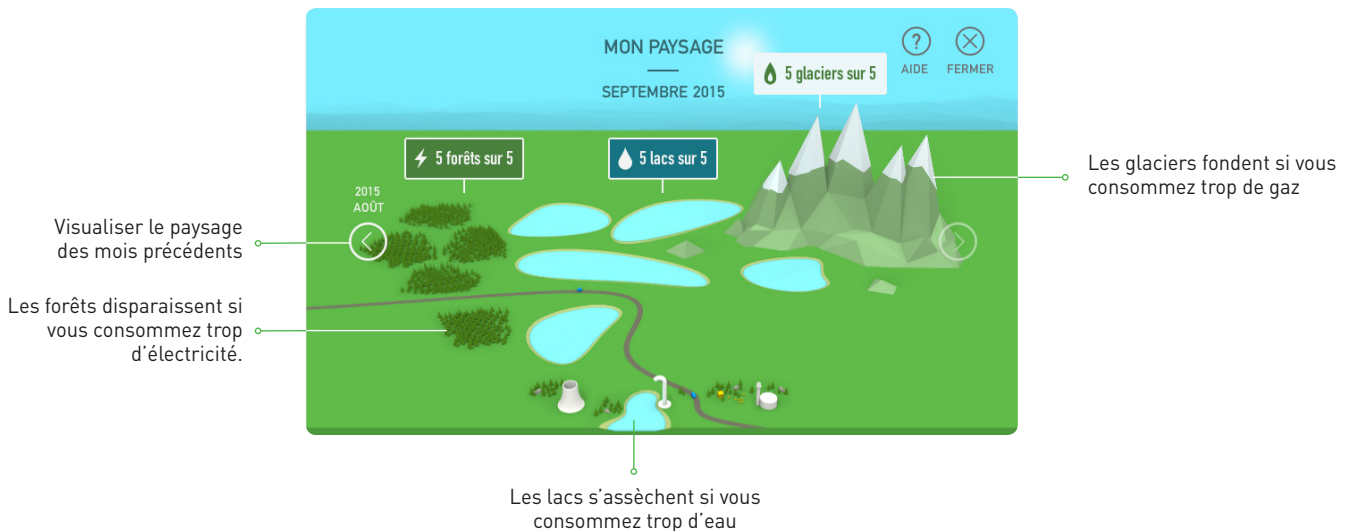 MON PAYSAGE
SEPTEMBRE 2015
AIDE
FERMER
5 glaciers sur 5
5 forêts sur 5
5 lacs sur 5
2015
AOÛT
Les glaciers fondent si vous
consommez trop de gaz
Visualiser le paysage
des mois précédents
Les forêts disparaissent si
vous consommez trop
d’électricité.
Les lacs s’assèchent si vous
consommez trop d’eau